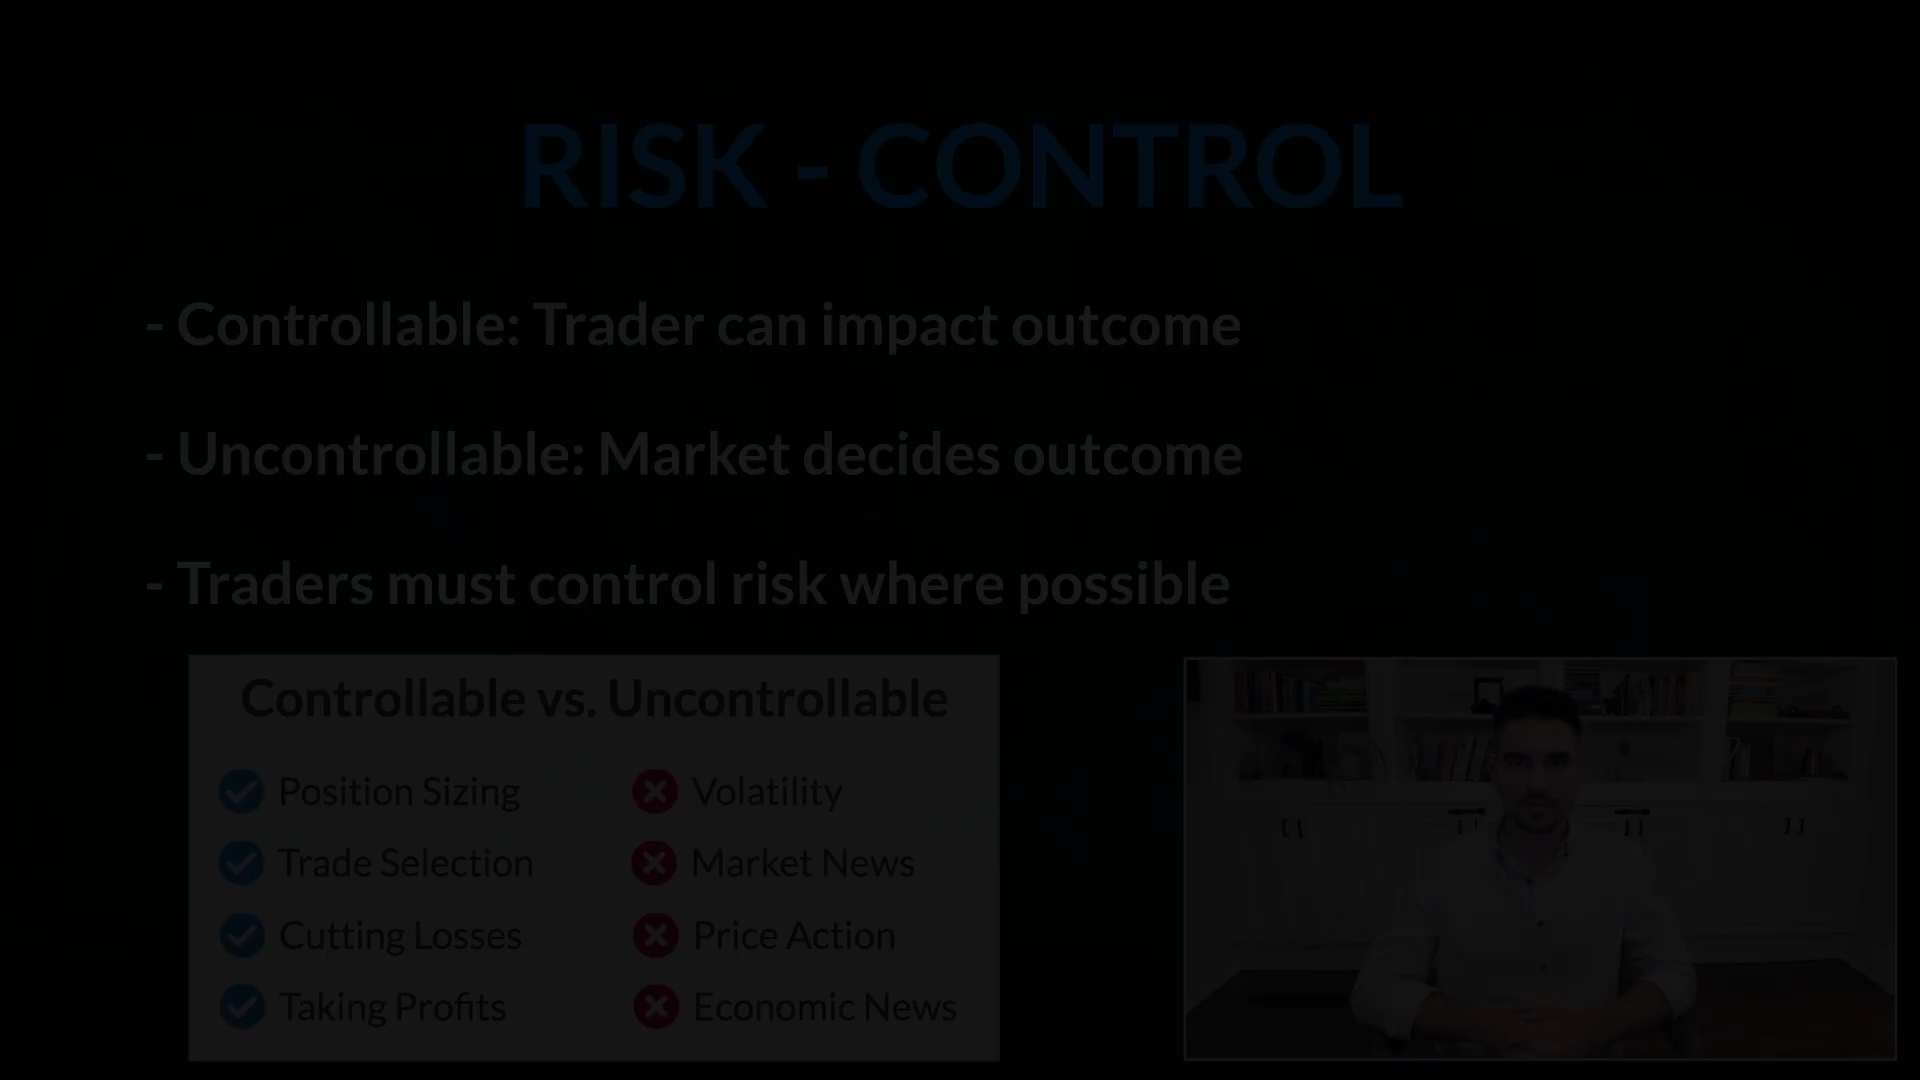 RISK - CONTROL
- Controllable: Trader can impact outcome
- Uncontrollable: Market decides outcome
- Traders must control risk where possible
Controllable vs. Uncontrollable
Position Sizing
Volatility
Trade Selection
Market News
Cutting Losses
Price Action
Taking Profits
Economic News